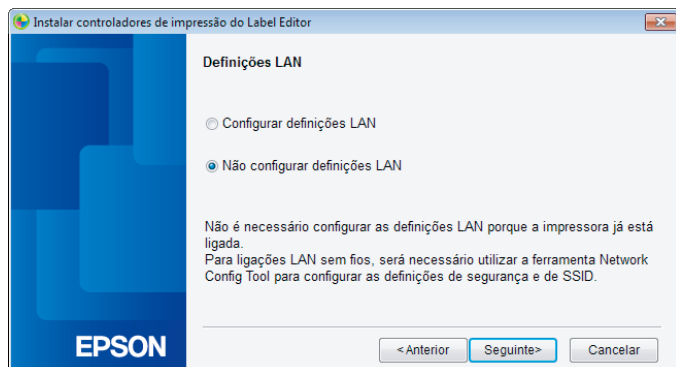 Instalar controladores de impressão do Label Editor
Definições LAN
Configurar definições LAN
Não configurar definições LAN
Não é necessário configurar as definições LAN porque a impressora já está
ligada.
Para ligações LAN sem fios, será necessário utilizar a ferramenta Network
Config Tool para configurar as definições de segurança e de SSID.
EPSON
<Anterior Seguinte> Cancelar